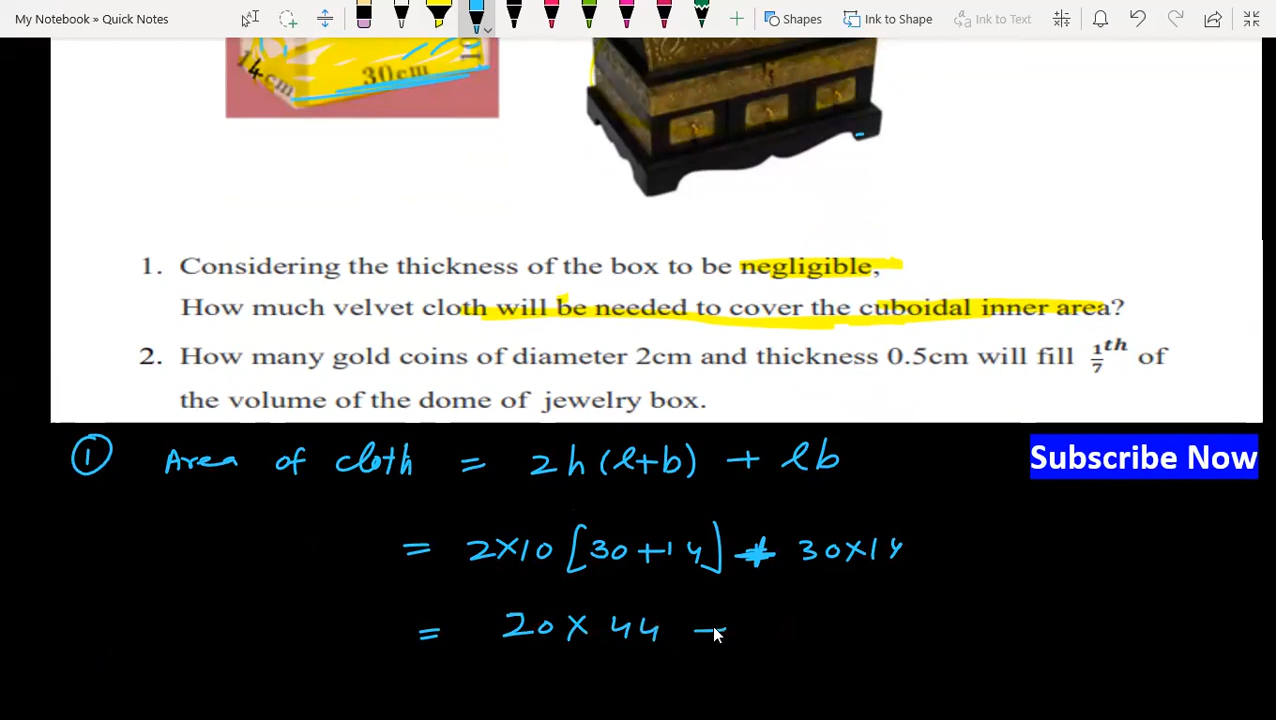 My Notebook » Quick Notes
Shapes
Ink to Shape
Ink to Text
14cm
30cm
10
1. Considering the thickness of the box to be negligible,
How much velvet cloth will be needed to cover the cuboidal inner area?
2. How many gold coins of diameter 2cm and thickness 0.5cm will fill 1/7 th of
the volume of the dome of jewelry box.
① Area of cloth = 2h(l+b) + lb
Subscribe Now
= 2×10 [30+14] + 30×14
= 20 × 44 –